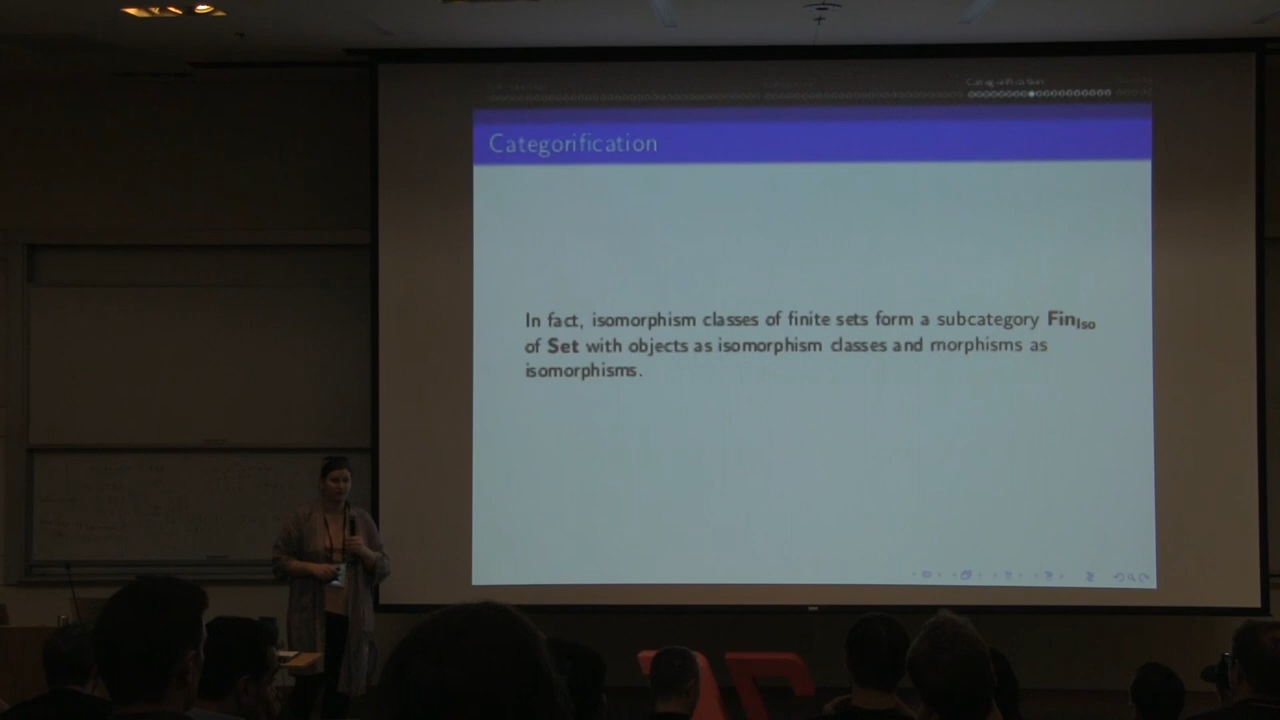 Categorification
Categorification
In fact, isomorphism classes of finite sets form a subcategory Fin_Iso
of Set with objects as isomorphism classes and morphisms as
isomorphisms.